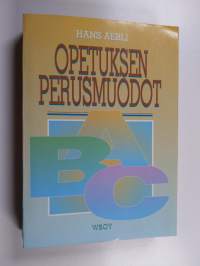 HANS AEBLI
OPETUKSEN
PERUSMUODOT
A
B C
WSOY